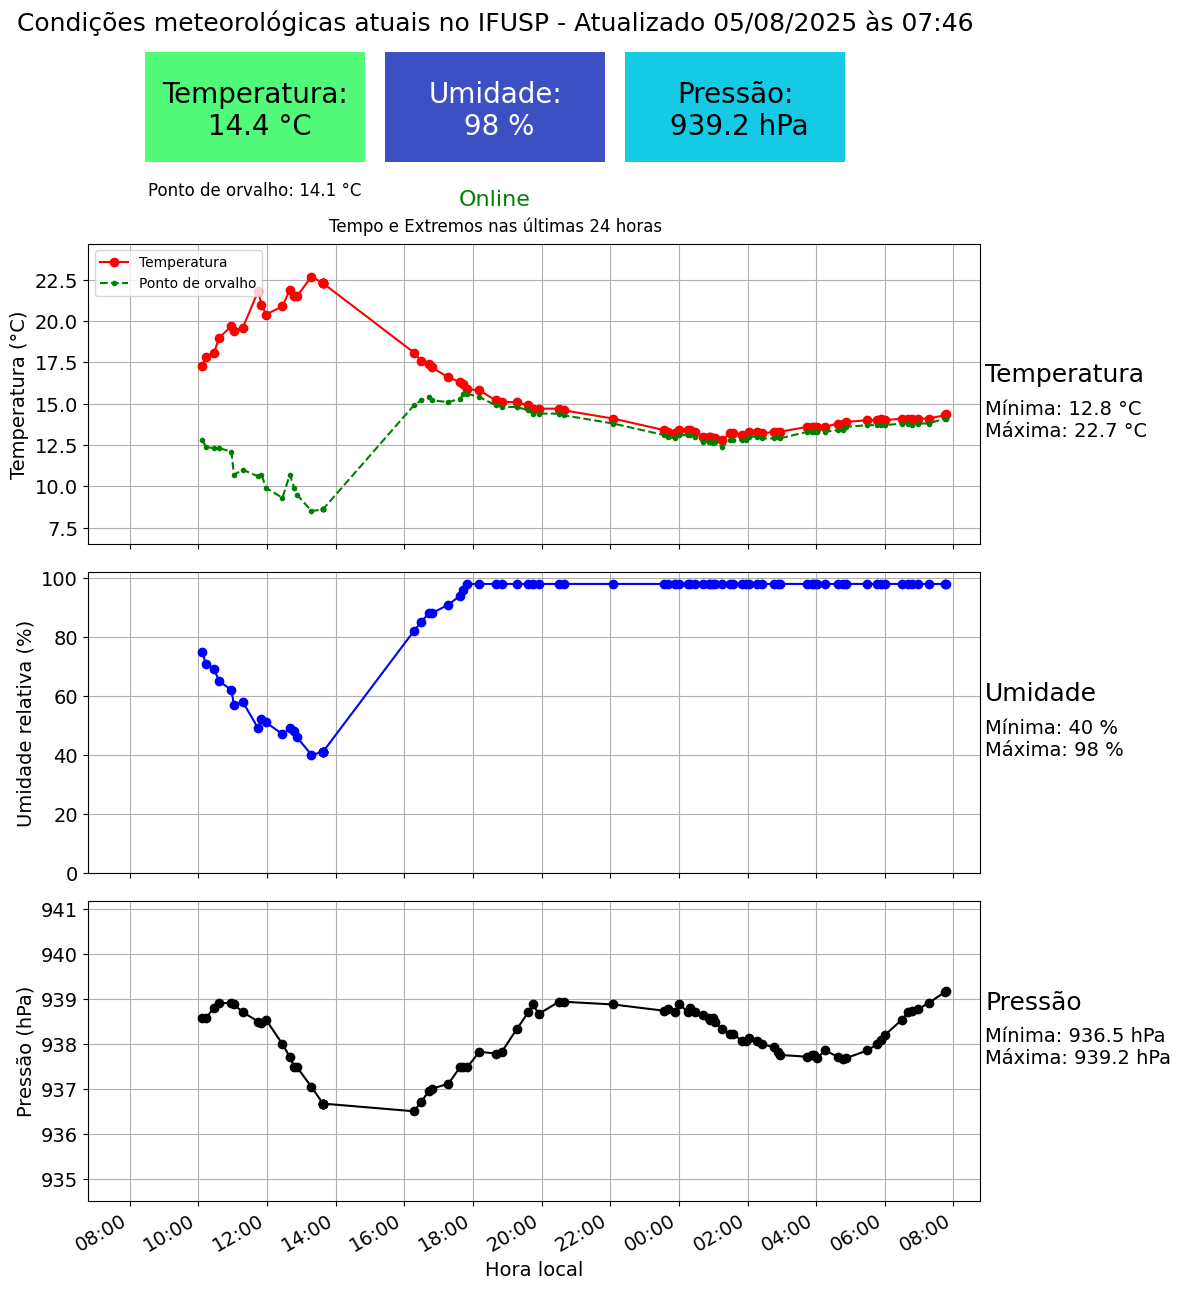 Condições meteorológicas atuais no IFUSP - Atualizado 05/08/2025 às 07:46
Temperatura:
14.4 °C
Umidade:
98 %
Pressão:
939.2 hPa
Ponto de orvalho: 14.1 °C
Online
Tempo e Extremos nas últimas 24 horas
Temperatura
Ponto de orvalho
Temperatura (°C)
22.5
20.0
17.5
15.0
12.5
10.0
7.5
Temperatura
Mínima: 12.8 °C
Máxima: 22.7 °C
Umidade relativa (%)
100
80
60
40
20
0
Umidade
Mínima: 40 %
Máxima: 98 %
Pressão (hPa)
941
940
939
938
937
936
935
Pressão
Mínima: 936.5 hPa
Máxima: 939.2 hPa
08:00 10:00 12:00 14:00 16:00 18:00 20:00 22:00 00:00 02:00 04:00 06:00 08:00
Hora local